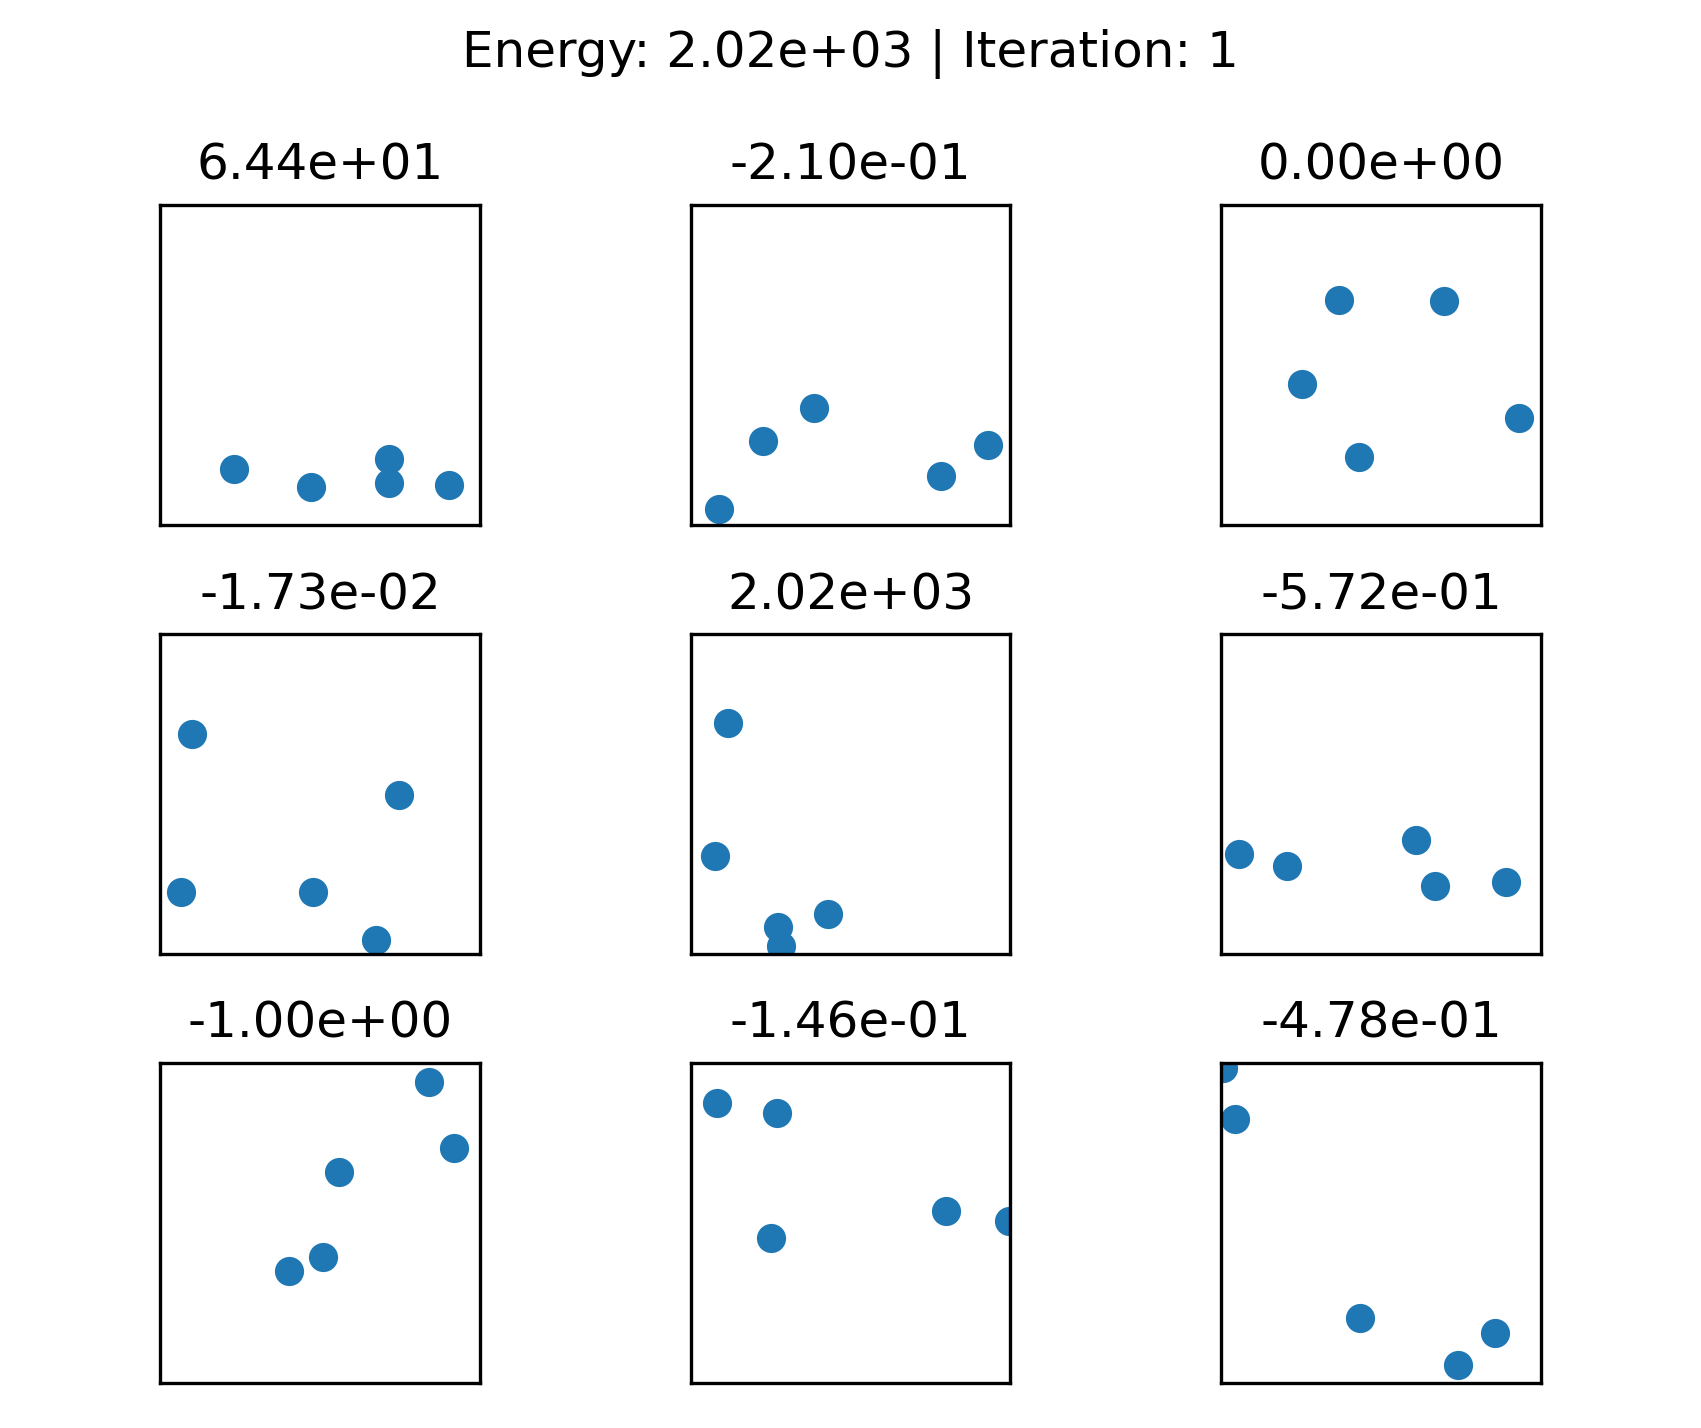 Energy: 2.02e+03 | Iteration: 1
6.44e+01
-2.10e-01
0.00e+00
-1.73e-02
2.02e+03
-5.72e-01
-1.00e+00
-1.46e-01
-4.78e-01